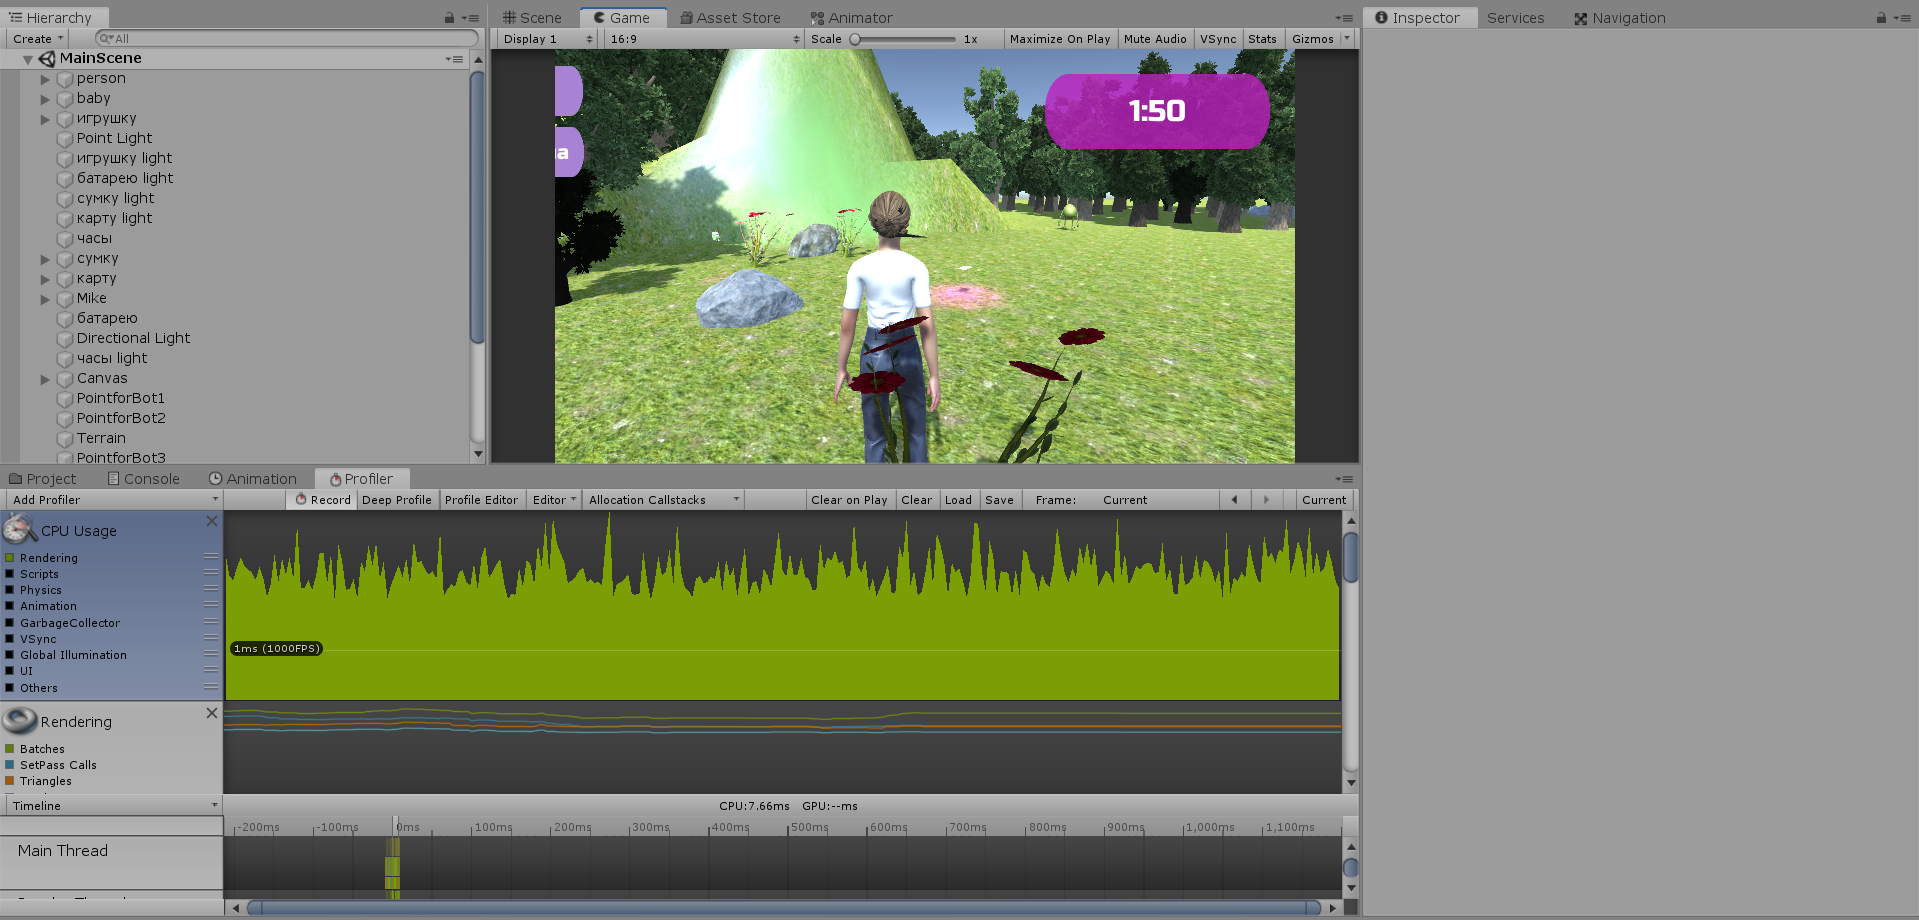 Hierarchy
Create
All
MainScene
person
baby
игрушку
Point Light
игрушку light
батарею light
сумку light
карту light
часы
сумку
карту
Mike
батарею
Directional Light
часы light
Canvas
PointforBot1
PointforBot2
Terrain
PointforBot3
Scene Game Asset Store Animator
Display 1 16:9 Scale 1x Maximize On Play Mute Audio VSync Stats Gizmos
1:50
Inspector Services Navigation
Project Console Animation Profiler
Add Profiler Record Deep Profile Profile Editor Editor Allocation Callstacks Clear on Play Clear Load Save Frame: Current Current
CPU Usage
Rendering
Scripts
Physics
Animation
GarbageCollector
VSync
Global Illumination
UI
Others
1ms (1000FPS)
Rendering
Batches
SetPass Calls
Triangles
Timeline CPU:7.66ms GPU:--ms
-200ms -100ms 0ms 100ms 200ms 300ms 400ms 500ms 600ms 700ms 800ms 900ms 1,000ms 1,100ms
Main Thread